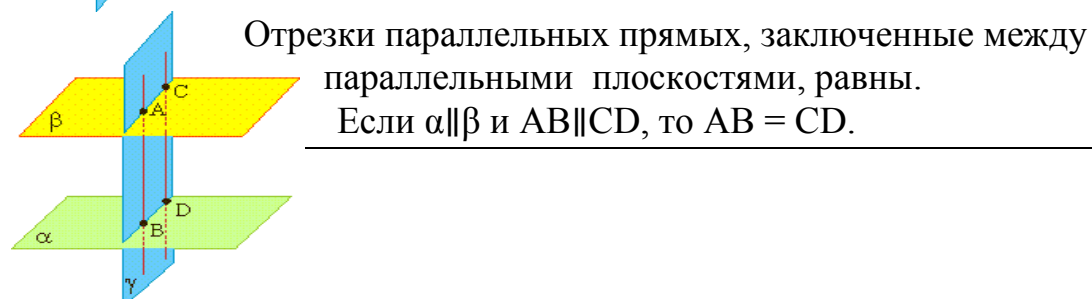 Отрезки параллельных прямых, заключенные между
параллельными плоскостями, равны.
Если α∥β и AB∥CD, то AB = CD.
C
A
β
D
B
α
γ